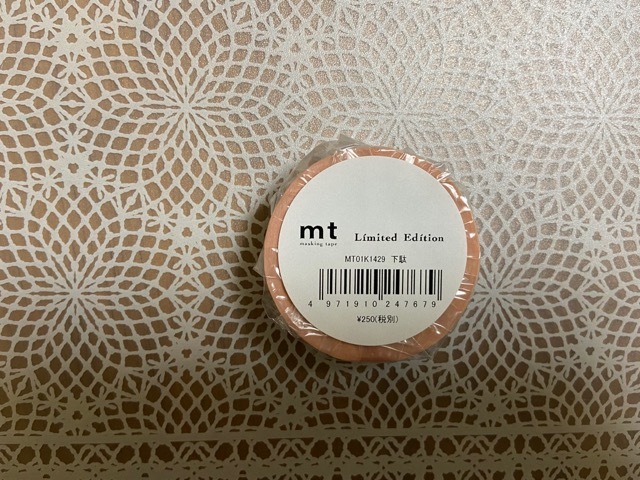 mt
masking tape
Limited Edition
MT01K1429 下駄
4 971910 247679
¥250(税別)